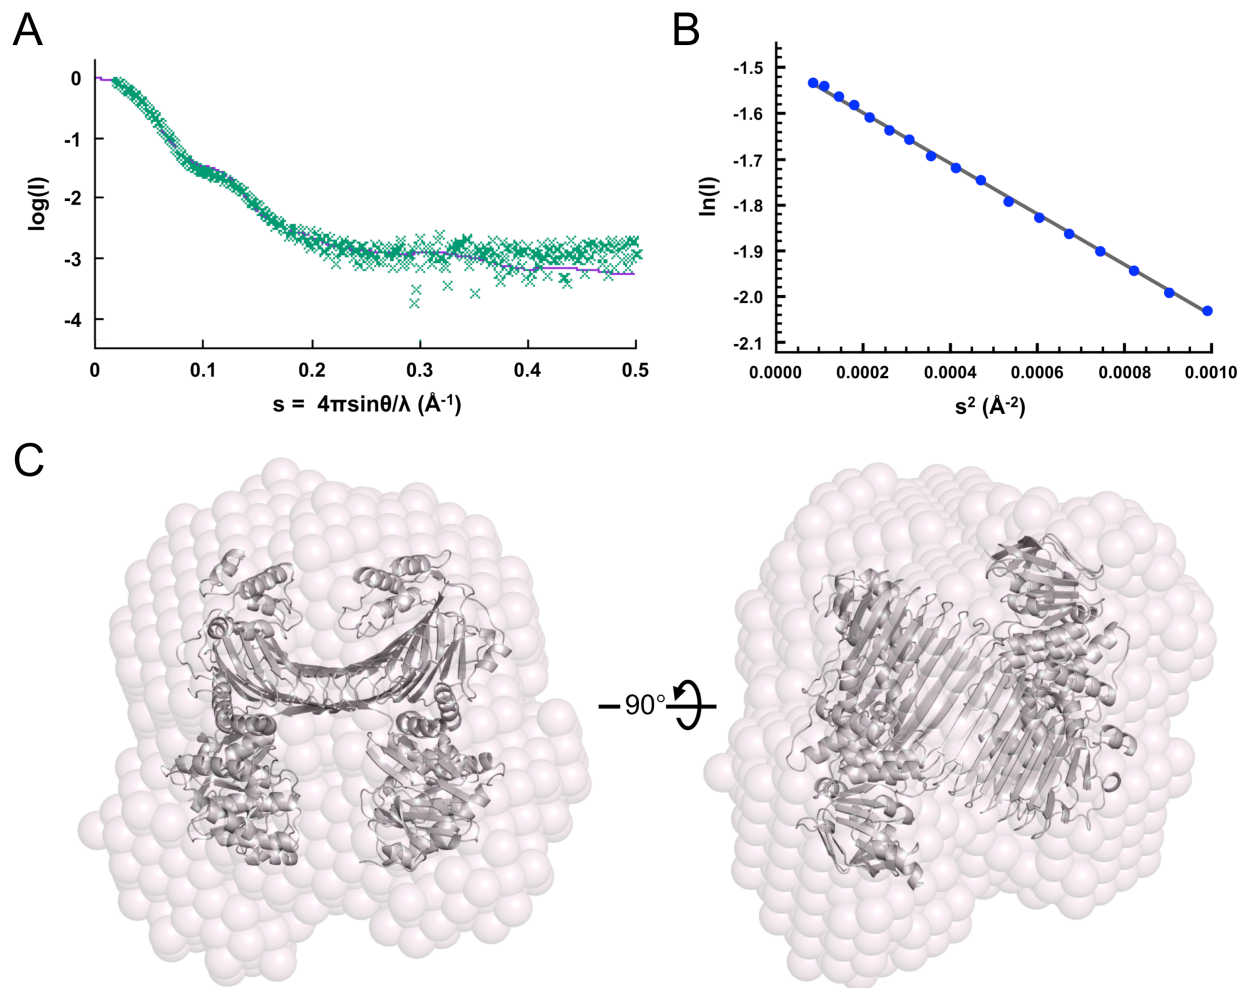 A
0
-1
-2
-3
-4
log(I)
0 0.1 0.2 0.3 0.4 0.5
s = 4πsinθ/λ (Å⁻¹)
B
-1.5
-1.6
-1.7
-1.8
-1.9
-2.0
-2.1
ln(I)
0.0000 0.0002 0.0004 0.0006 0.0008 0.0010
s² (Å⁻²)
C
90°